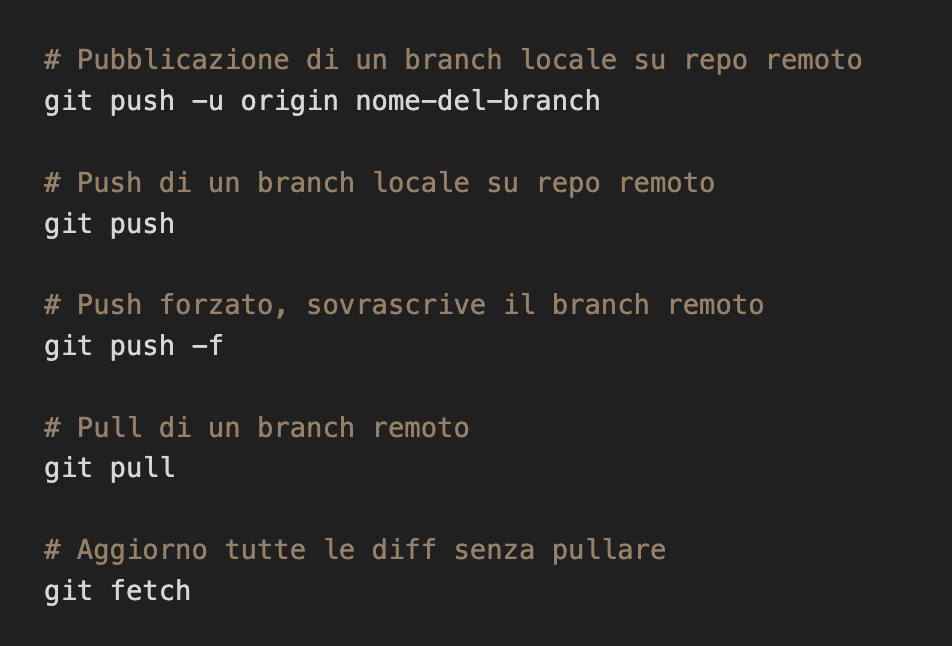 # Pubblicazione di un branch locale su repo remoto
git push -u origin nome-del-branch
# Push di un branch locale su repo remoto
git push
# Push forzato, sovrascrive il branch remoto
git push -f
# Pull di un branch remoto
git pull
# Aggiorno tutte le diff senza pullare
git fetch